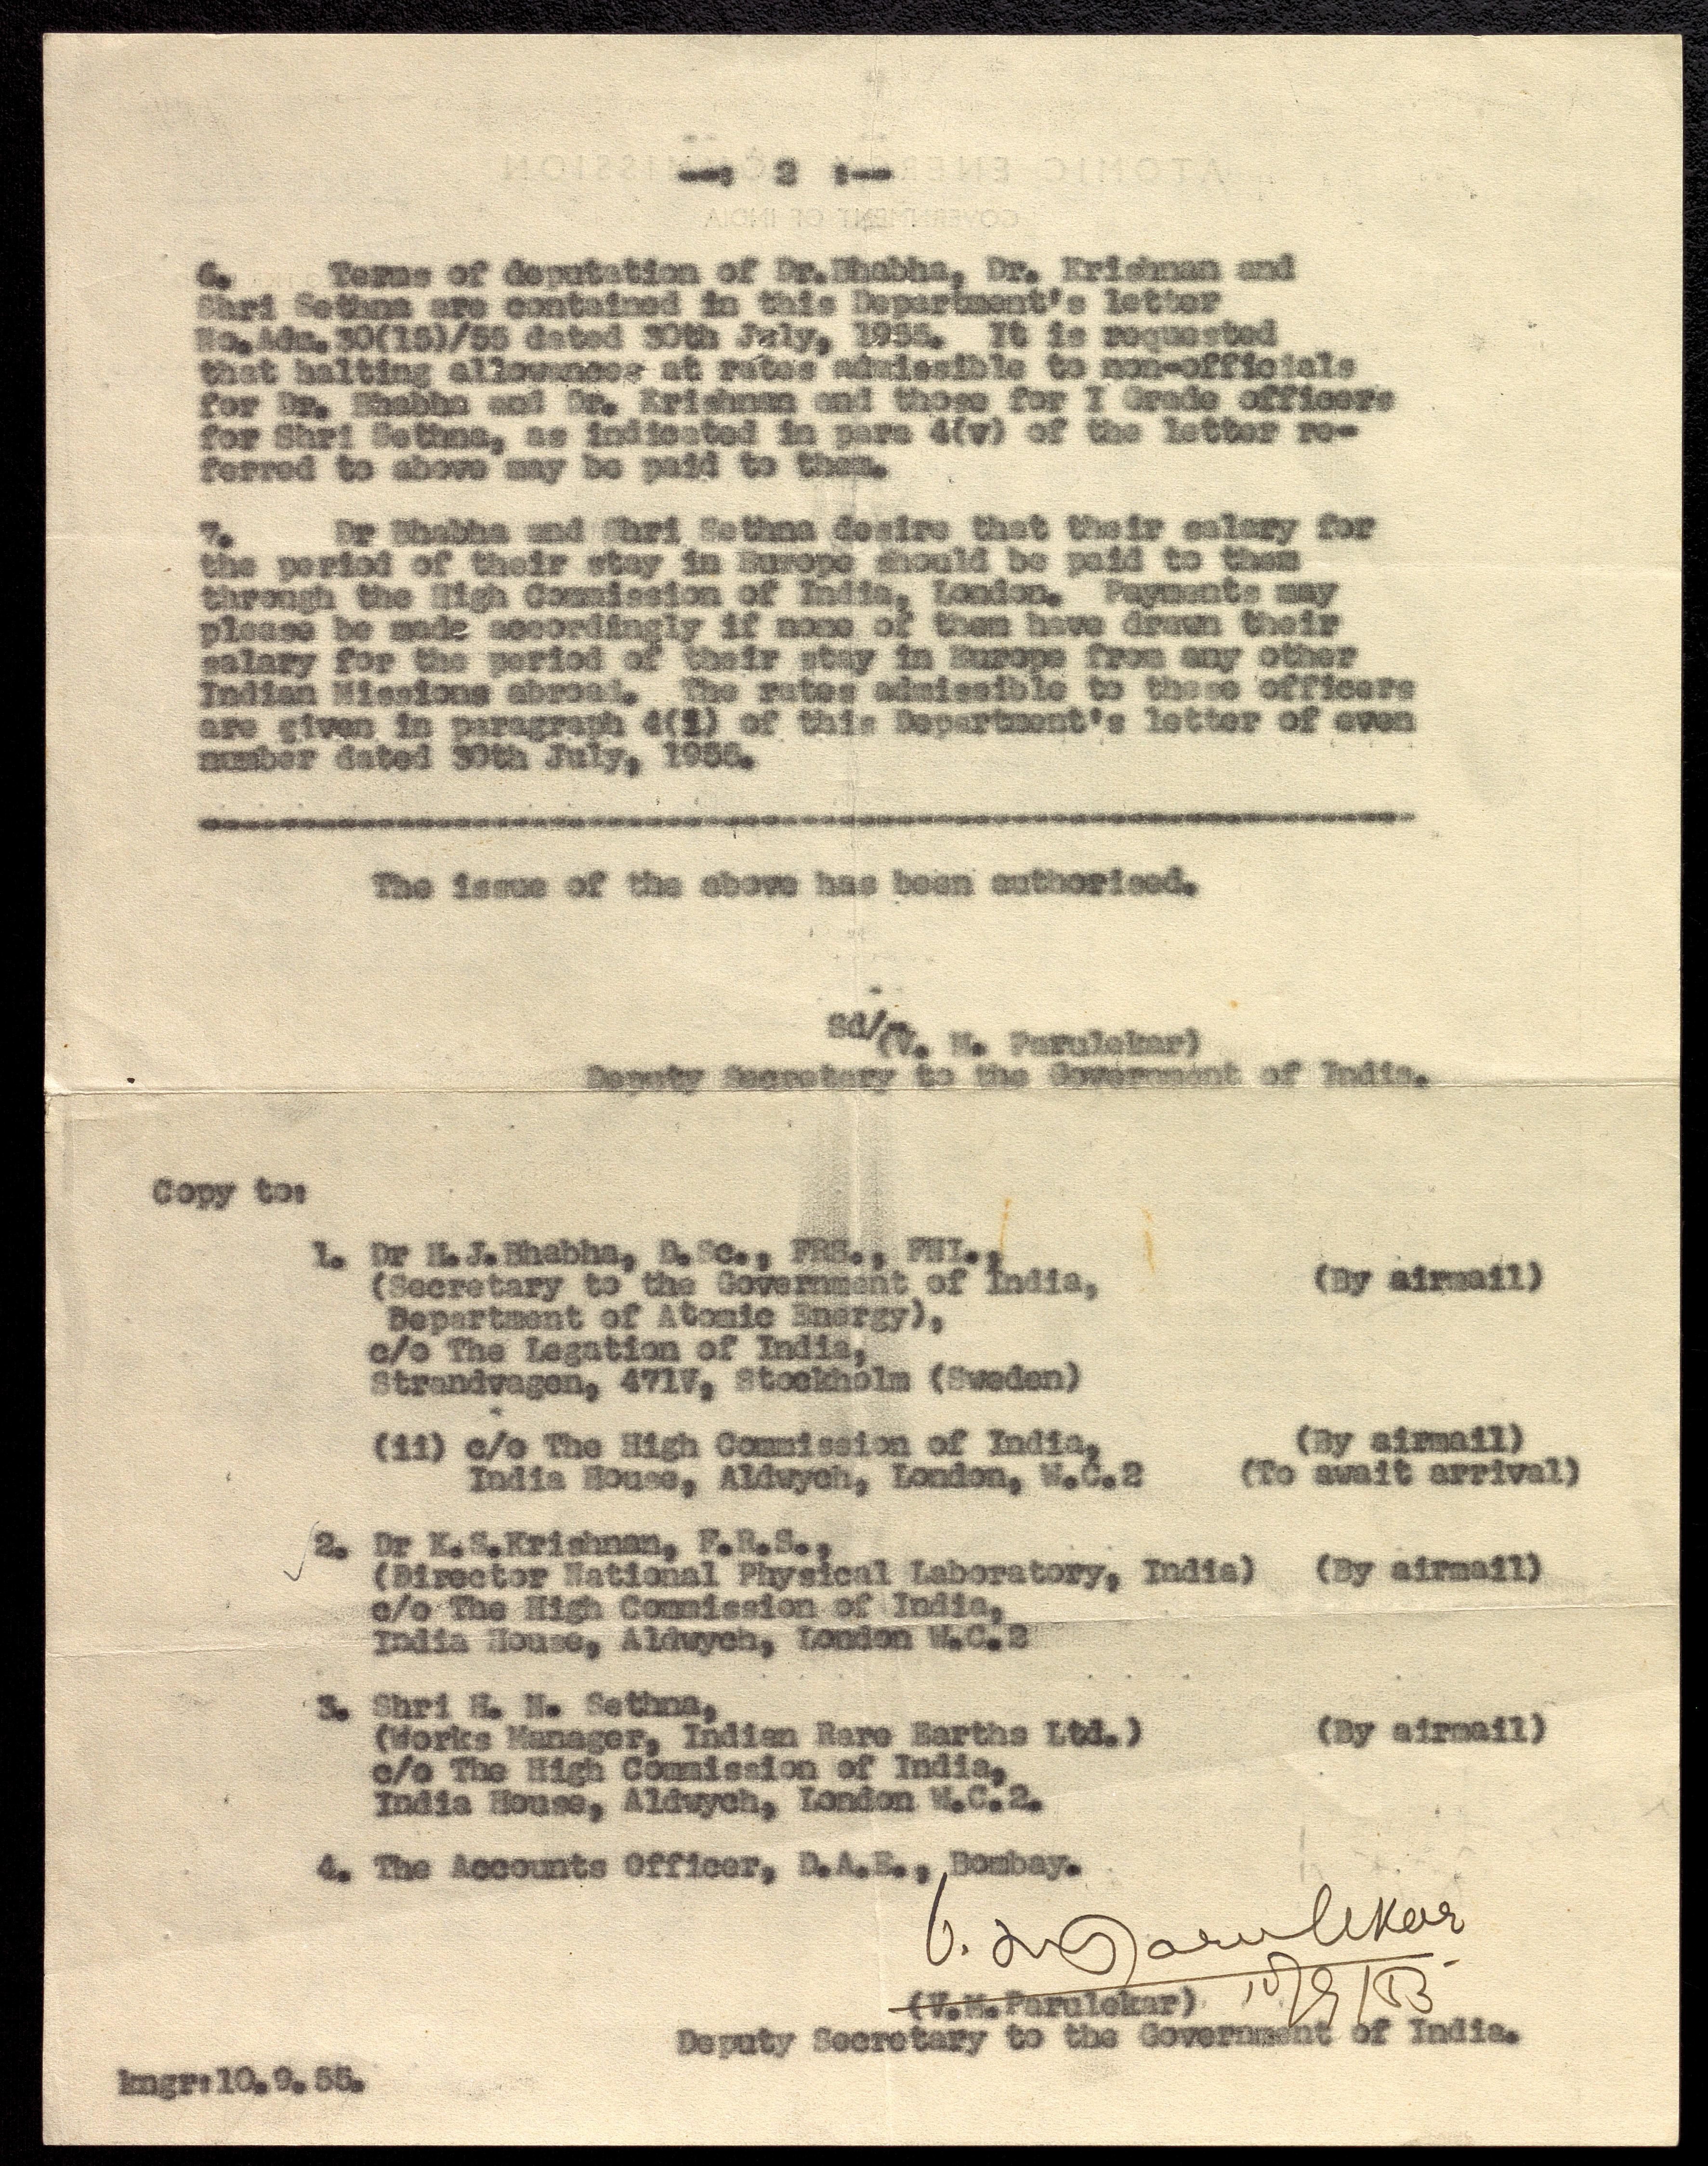 --: 2 :--
6. Terms of deputation of Dr.Bhabha, Dr. Krishnan and
Shri Sethna are contained in this Department's letter
No.Adm.30(15)/55 dated 30th July, 1955. It is requested
that halting allowances at rates admissible to non-officials
for Dr. Bhabha and Dr. Krishnan and those for I Grade officers
for Shri Sethna, as indicated in para 4(v) of the letter re-
ferred to above may be paid to them.
7. Dr Bhabha and Shri Sethna desire that their salary for
the period of their stay in Europe should be paid to them
through the High Commission of India, London. Payments may
please be made accordingly if none of them have drawn their
salary for the period of their stay in Europe from any other
Indian Missions abroad. The rates admissible to these officers
are given in paragraph 4(i) of this Department's letter of even
number dated 30th July, 1955.
The issue of the above has been authorised.
Sd/-
(V. M. Parulekar)
Deputy Secretary to the Government of India.
Copy to:
1. Dr H.J.Bhabha, D.Sc., FRS., FNI.,
(Secretary to the Government of India, (By airmail)
Department of Atomic Energy),
c/o The Legation of India,
Strandvagen, 47IV, Stockholm (Sweden)
(ii) c/o The High Commission of India, (By airmail)
India House, Aldwych, London, W.C.2 (To await arrival)
2. Dr K.S.Krishnan, F.R.S.,
(Director National Physical Laboratory, India) (By airmail)
c/o The High Commission of India,
India House, Aldwych, London W.C.2
3. Shri H. N. Sethna,
(Works Manager, Indian Rare Earths Ltd.) (By airmail)
c/o The High Commission of India,
India House, Aldwych, London W.C.2.
4. The Accounts Officer, D.A.E., Bombay.
V. M Parulekar
10/9/55
(V.M.Parulekar)
Deputy Secretary to the Government of India.
kngr:10.9.55.